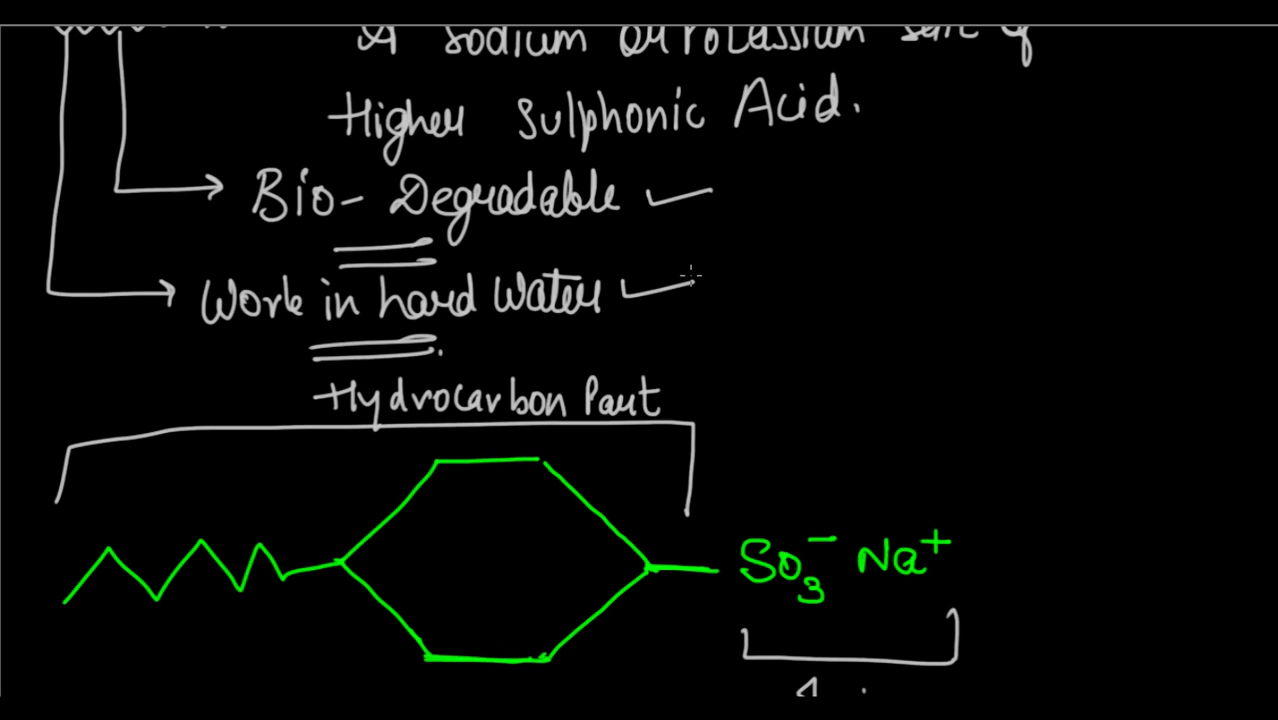 A Sodium or Potassium Salt of
Higher Sulphonic Acid.
Bio-Degradable
Work in hard Water
Hydrocarbon Part
SO₃⁻ Na⁺